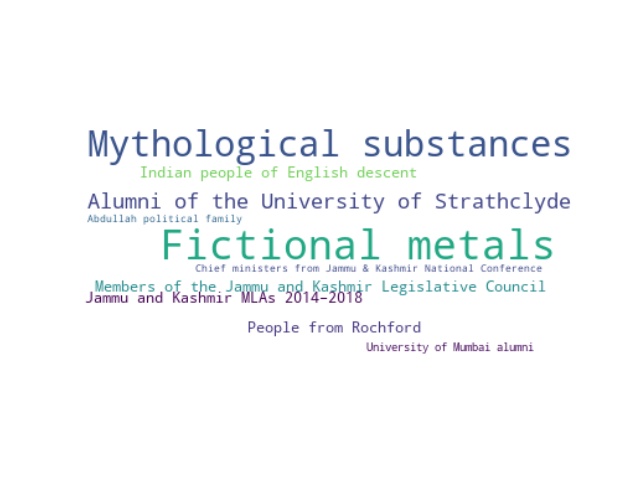 Mythological substances
Indian people of English descent
Alumni of the University of Strathclyde
Abdullah political family
Fictional metals
Chief ministers from Jammu & Kashmir National Conference
Members of the Jammu and Kashmir Legislative Council
Jammu and Kashmir MLAs 2014–2018
People from Rochford
University of Mumbai alumni